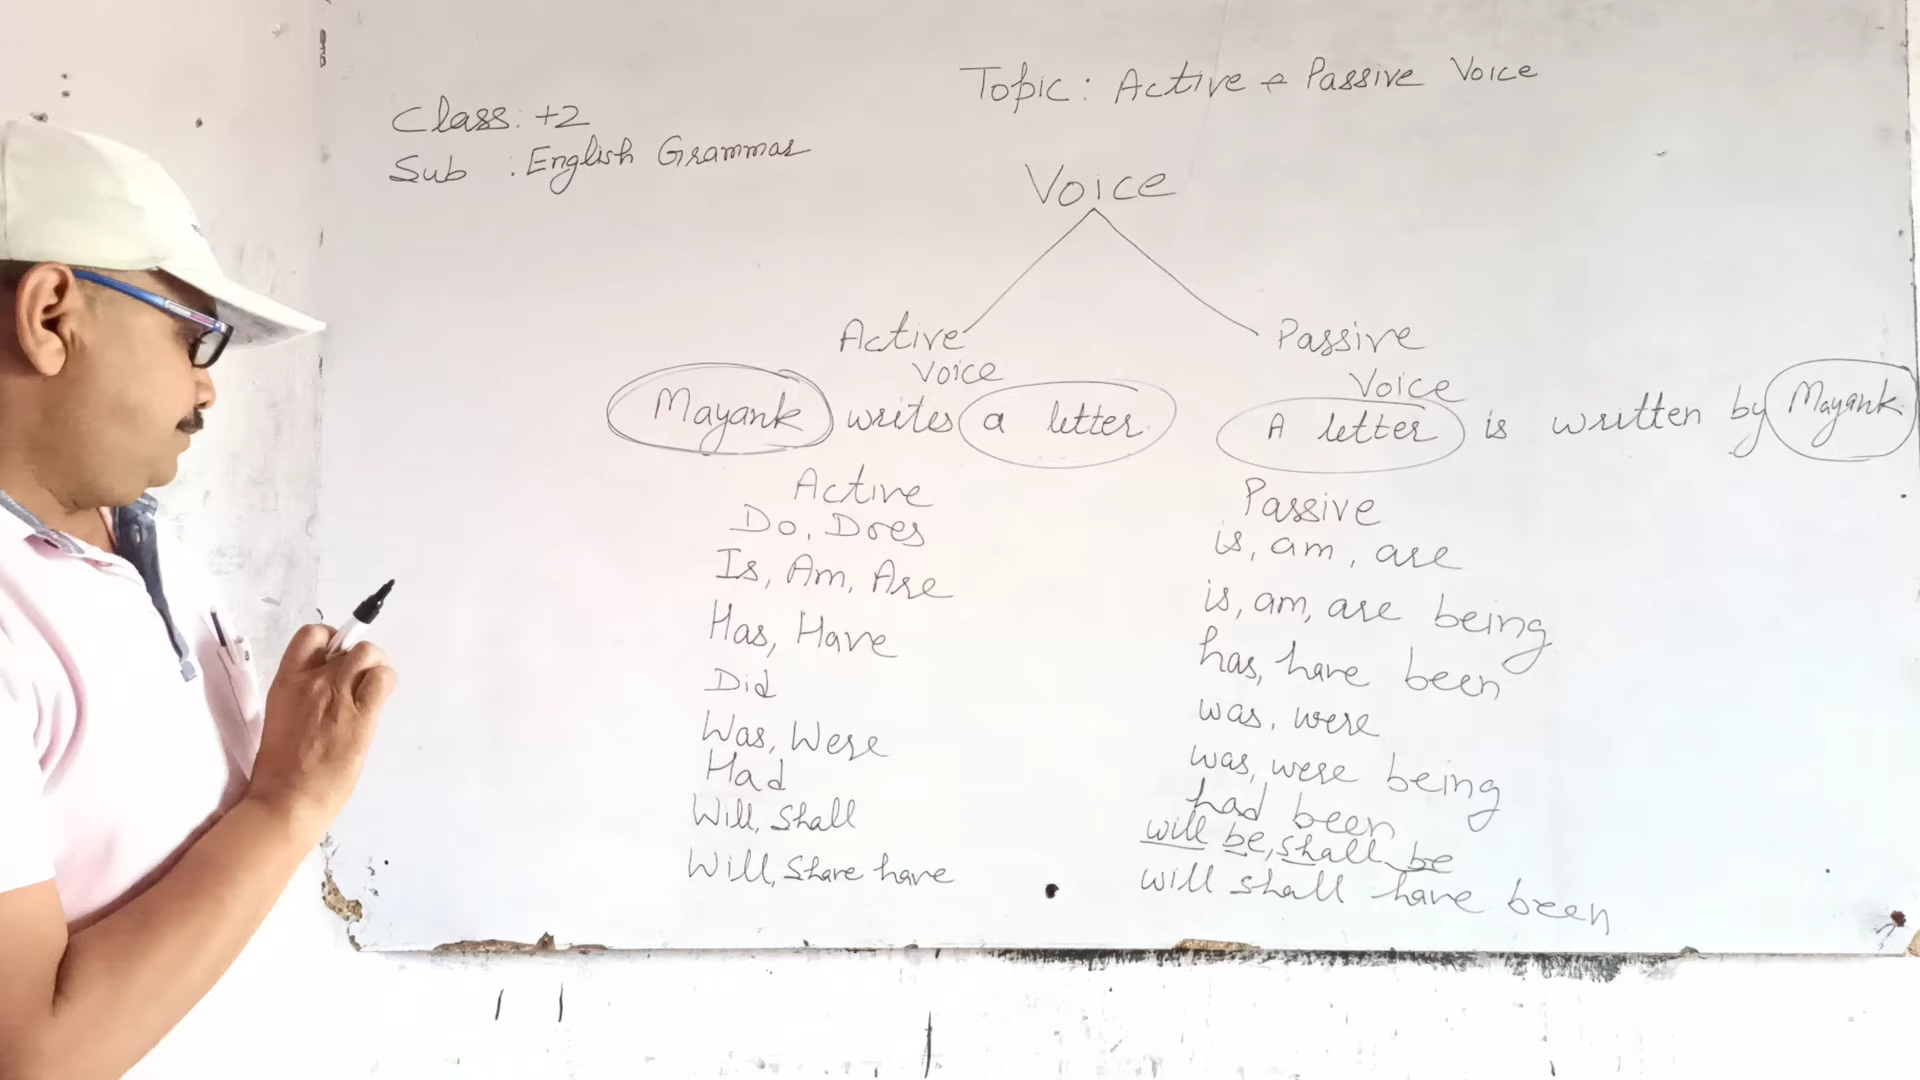 Topic: Active & Passive Voice
Class: +2
Sub : English Grammar
Voice
Active Voice
Passive Voice
Mayank writes a letter.
A letter is written by Mayank.
Active
Passive
Do, Does
is, am, are
Is, Am, Are
is, am, are being
Has, Have
has, have been
Did
was, were
Was, Were
was, were being
Had
had been
Will, Shall
will be, shall be
Will, Share have
will shall have been